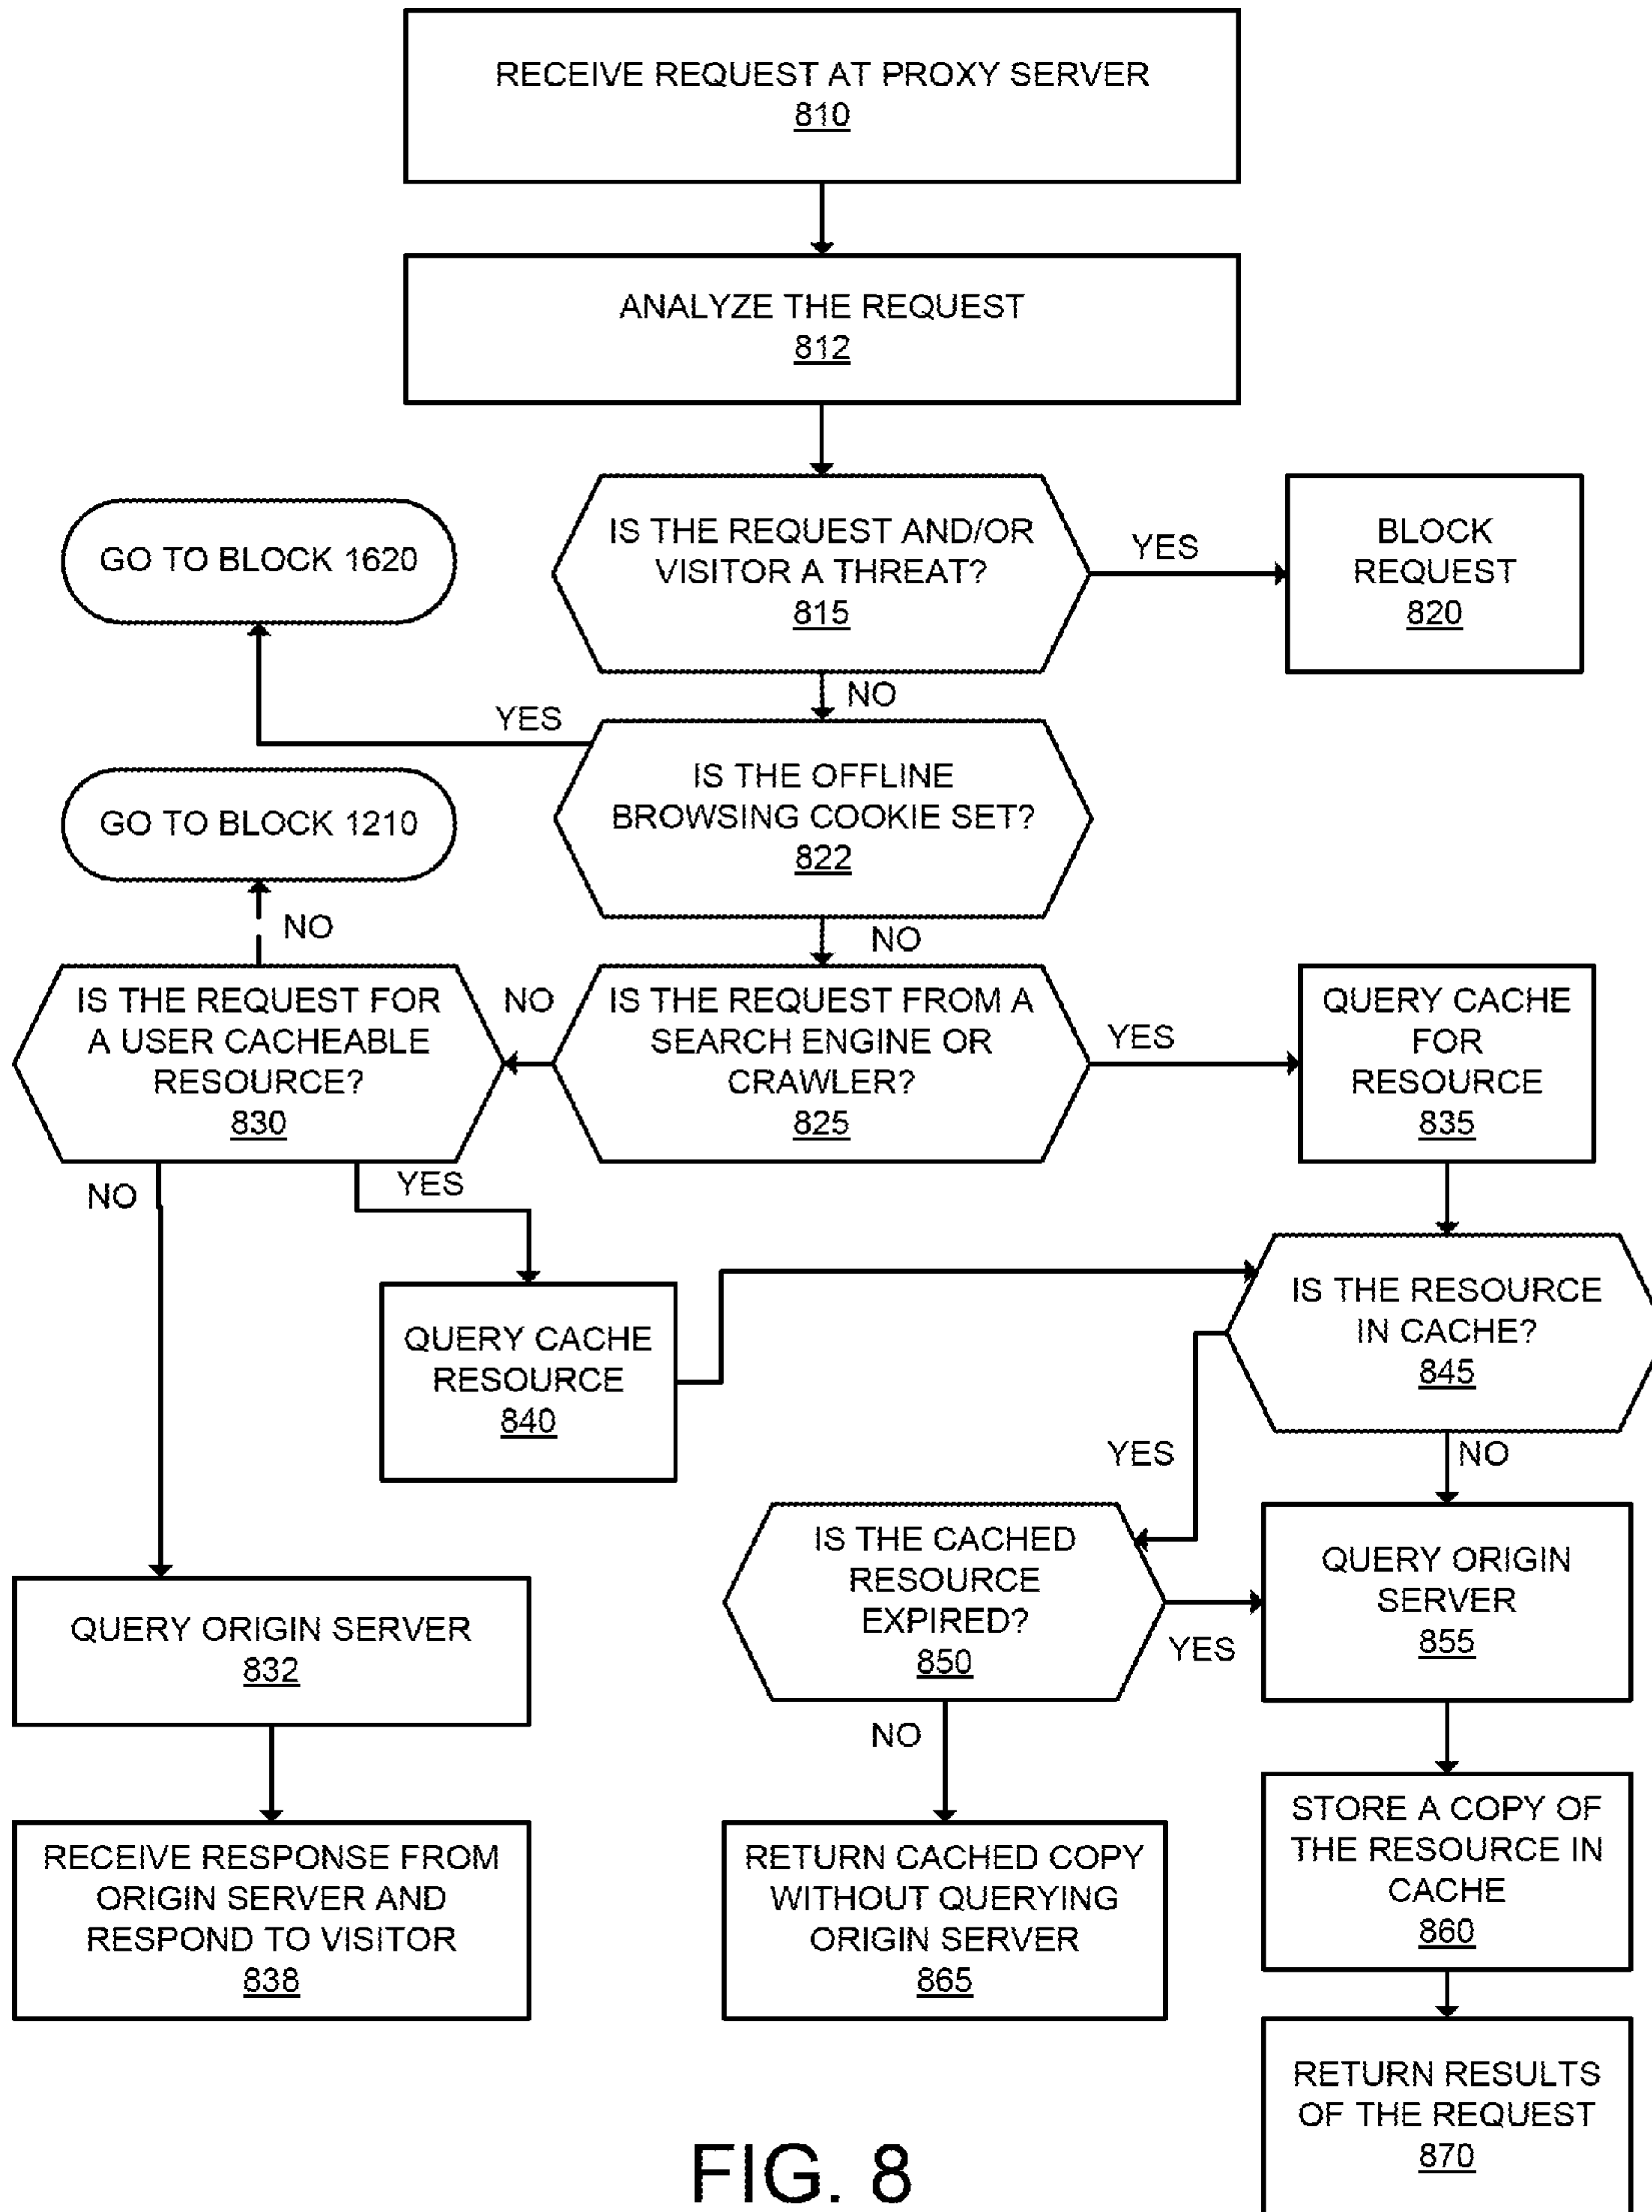 RECEIVE REQUEST AT PROXY SERVER
810
ANALYZE THE REQUEST
812
IS THE REQUEST AND/OR
VISITOR A THREAT?
815
YES
BLOCK
REQUEST
820
GO TO BLOCK 1620
NO
YES
IS THE OFFLINE
BROWSING COOKIE SET?
822
GO TO BLOCK 1210
NO
NO
IS THE REQUEST FOR
A USER CACHEABLE
RESOURCE?
830
NO
IS THE REQUEST FROM A
SEARCH ENGINE OR
CRAWLER?
825
YES
QUERY CACHE
FOR
RESOURCE
835
NO
YES
QUERY CACHE
RESOURCE
840
IS THE RESOURCE
IN CACHE?
845
YES
NO
IS THE CACHED
RESOURCE
EXPIRED?
850
YES
QUERY ORIGIN
SERVER
855
QUERY ORIGIN SERVER
832
NO
RECEIVE RESPONSE FROM
ORIGIN SERVER AND
RESPOND TO VISITOR
838
RETURN CACHED COPY
WITHOUT QUERYING
ORIGIN SERVER
865
STORE A COPY OF
THE RESOURCE IN
CACHE
860
RETURN RESULTS
OF THE REQUEST
870
FIG. 8